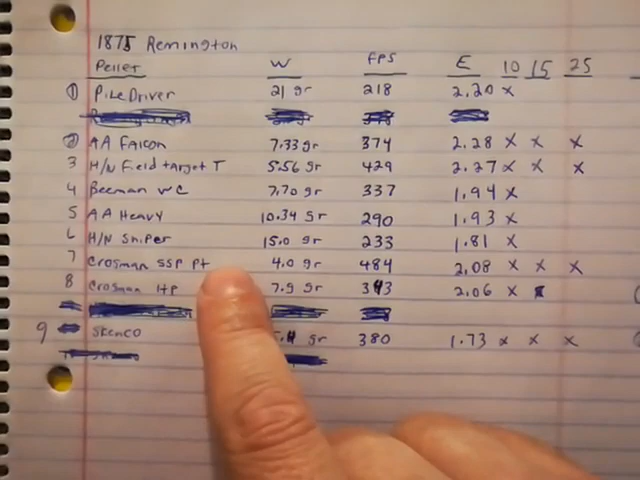 1875 Remington
Pellet W FPS E 10 15 25
① PileDriver 21 gr 218 2.20 x
② AA Falcon 7.33 gr 374 2.28 x x x
3 H/N Field target T 5.56 gr 429 2.27 x x x
4 Beeman WC 7.70 gr 337 1.94 x
5 AA Heavy 10.34 gr 290 1.93 x
6 H/N Sniper 15.0 gr 233 1.81 x
7 Crosman SSP pt 4.0 gr 484 2.08 x x x
8 Crosman HP 7.9 gr 343 2.06 x x
9 Skenco gr 380 1.73 x x x